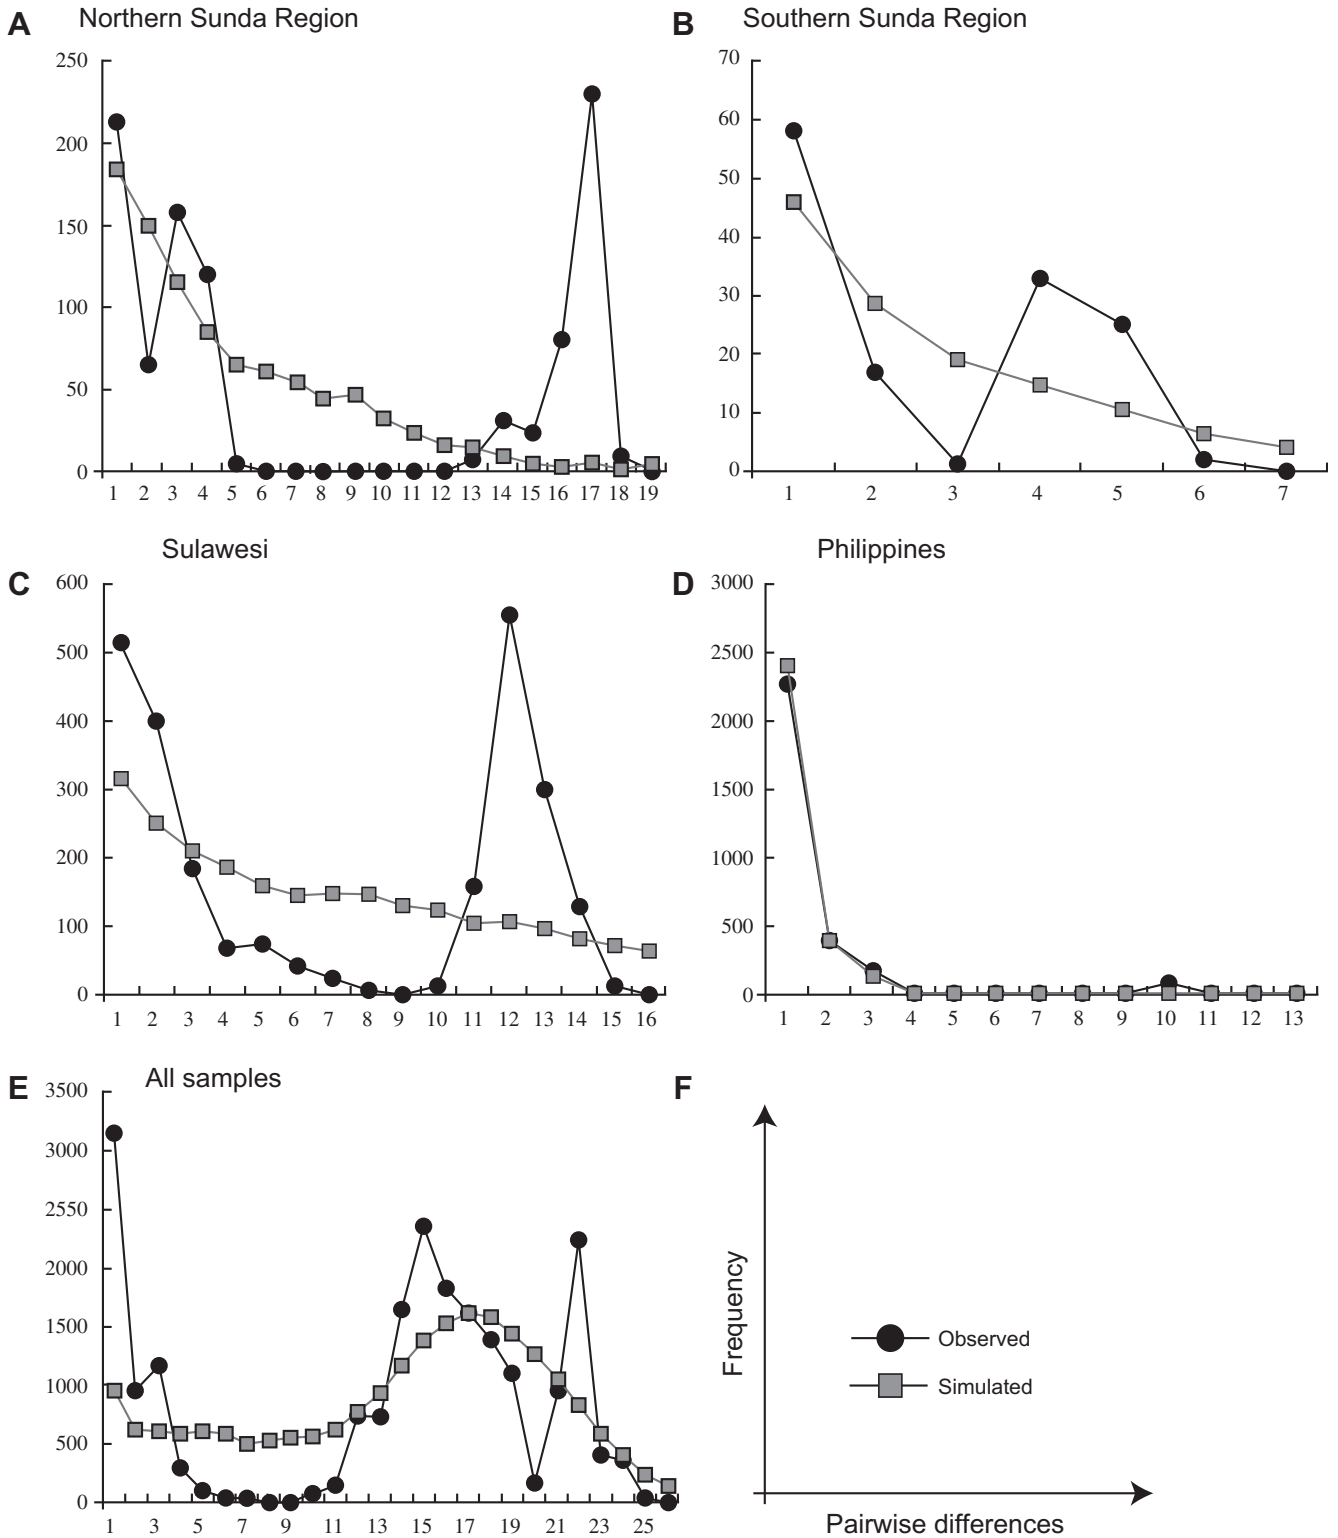 A Northern Sunda Region
250
200
150
100
50
0
1 2 3 4 5 6 7 8 9 10 11 12 13 14 15 16 17 18 19
B Southern Sunda Region
70
60
50
40
30
20
10
0
1 2 3 4 5 6 7
C Sulawesi
600
500
400
300
200
100
0
1 2 3 4 5 6 7 8 9 10 11 12 13 14 15 16
D Philippines
3000
2500
2000
1500
1000
500
0
1 2 3 4 5 6 7 8 9 10 11 12 13
E All samples
3500
3000
2550
2000
1500
1000
500
0
1 3 5 7 9 11 13 15 17 19 21 23 25
F
Frequency
Observed
Simulated
Pairwise differences